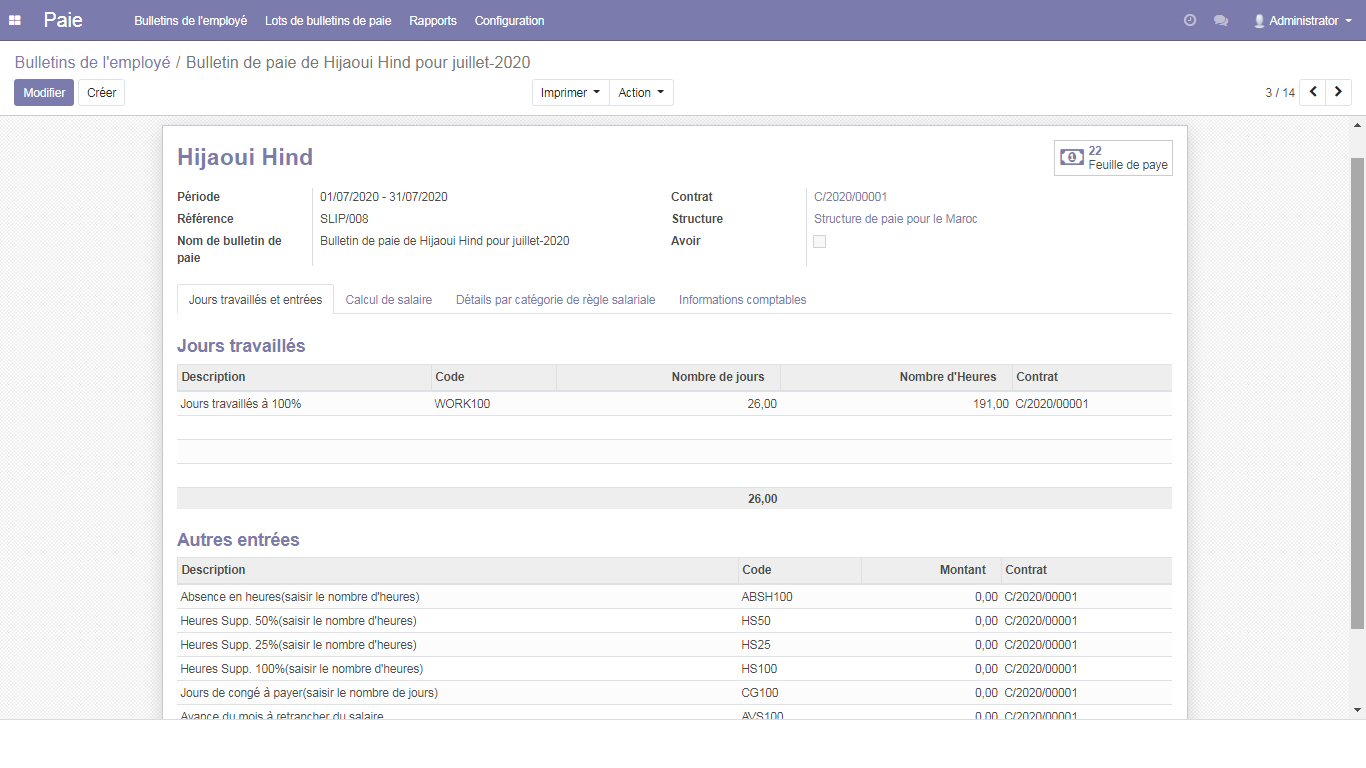 Paie Bulletins de l'employé Lots de bulletins de paie Rapports Configuration Administrator
Bulletins de l'employé / Bulletin de paie de Hijaoui Hind pour juillet-2020
Modifier Créer Imprimer Action 3 / 14
Hijaoui Hind
22
Feuille de paye
Période 01/07/2020 - 31/07/2020 Contrat C/2020/00001
Référence SLIP/008 Structure Structure de paie pour le Maroc
Nom de bulletin de Bulletin de paie de Hijaoui Hind pour juillet-2020 Avoir
paie
Jours travaillés et entrées Calcul de salaire Détails par catégorie de règle salariale Informations comptables
Jours travaillés
Description Code Nombre de jours Nombre d'Heures Contrat
Jours travaillés à 100% WORK100 26,00 191,00 C/2020/00001
26,00
Autres entrées
Description Code Montant Contrat
Absence en heures(saisir le nombre d'heures) ABSH100 0,00 C/2020/00001
Heures Supp. 50%(saisir le nombre d'heures) HS50 0,00 C/2020/00001
Heures Supp. 25%(saisir le nombre d'heures) HS25 0,00 C/2020/00001
Heures Supp. 100%(saisir le nombre d'heures) HS100 0,00 C/2020/00001
Jours de congé à payer(saisir le nombre de jours) CG100 0,00 C/2020/00001
Avance du mois à retrancher du salaire AVS100 0,00 C/2020/00001